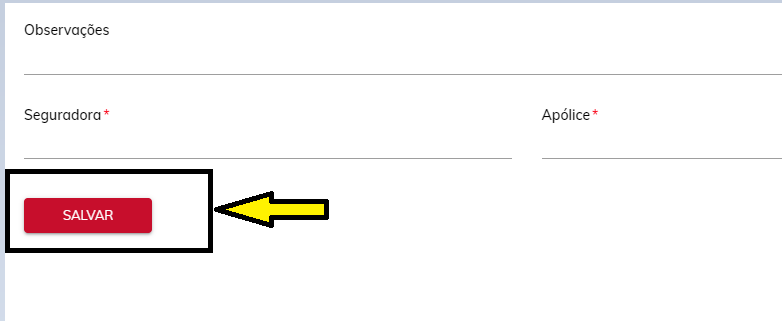 Observações
Seguradora *
Apólice *
SALVAR